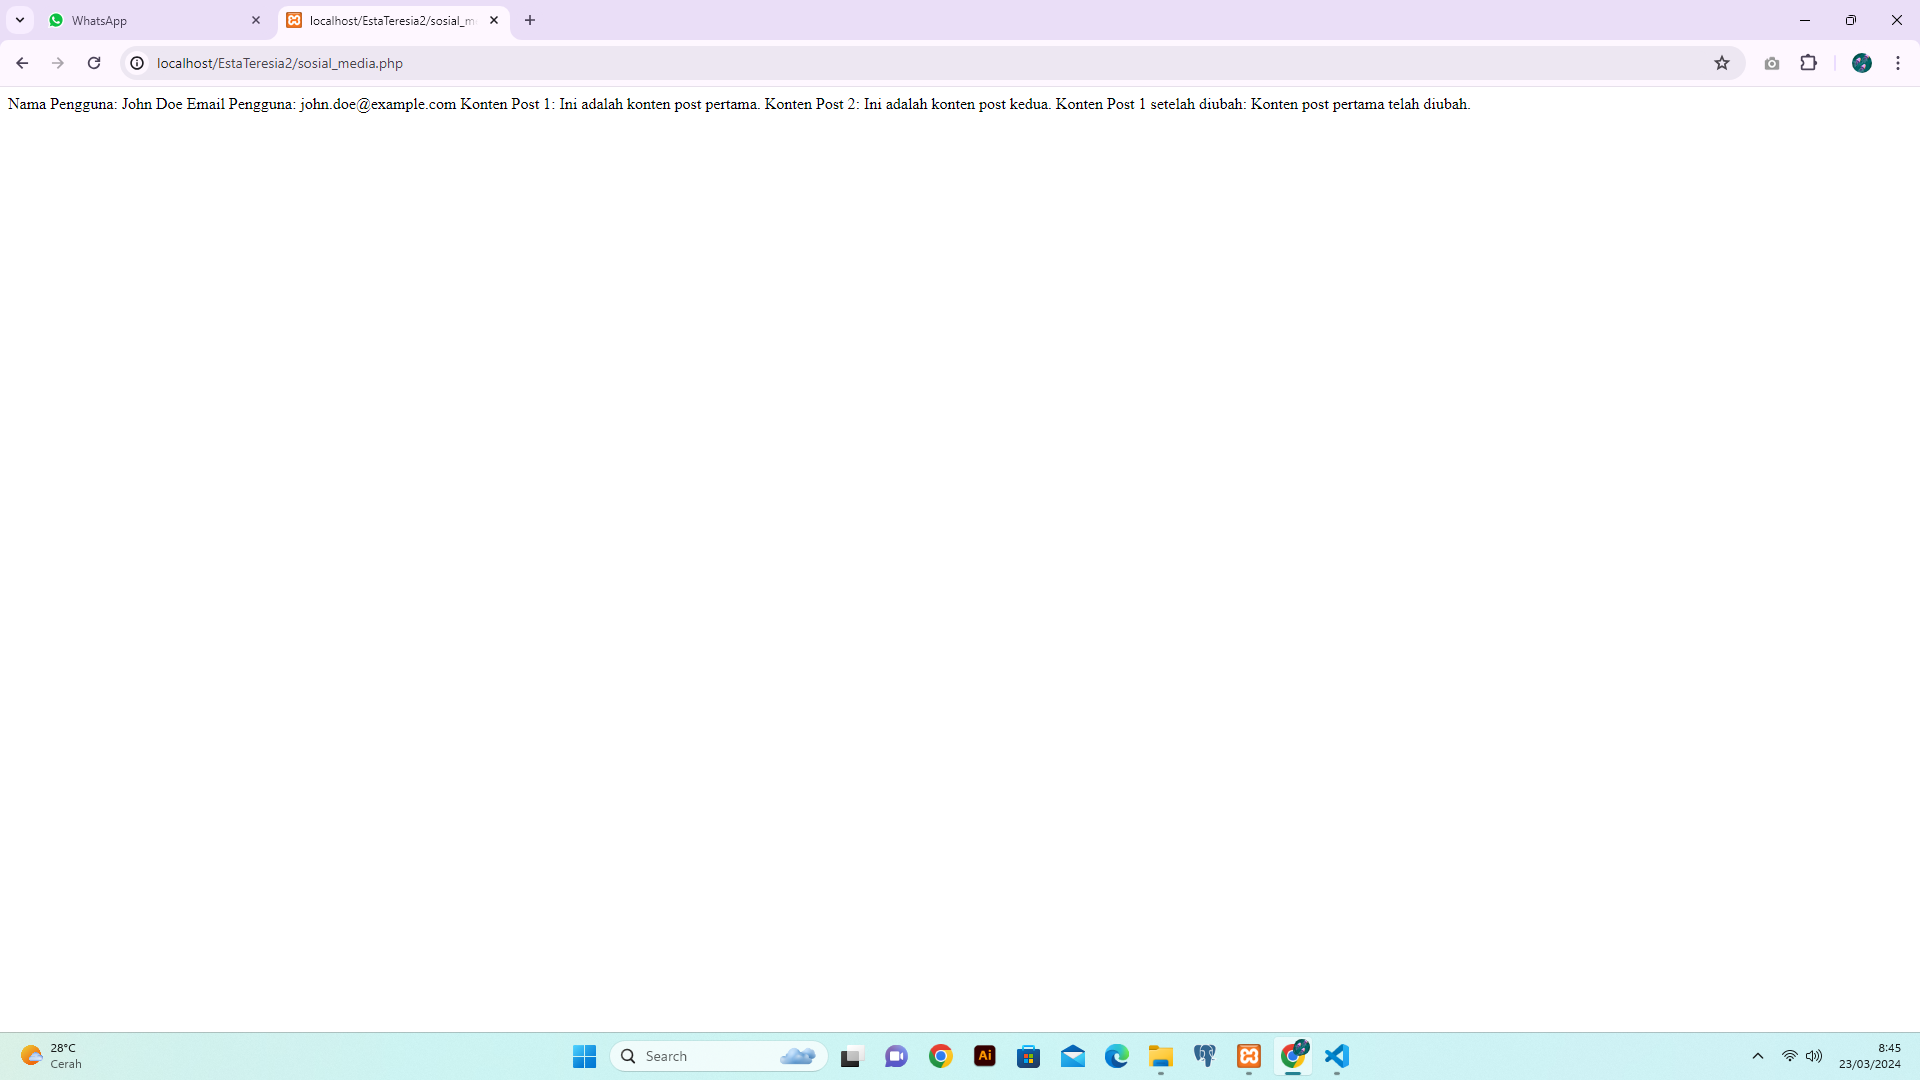 WhatsApp
localhost/EstaTeresia2/sosial_m
localhost/EstaTeresia2/sosial_media.php
Nama Pengguna: John Doe Email Pengguna: john.doe@example.com Konten Post 1: Ini adalah konten post pertama. Konten Post 2: Ini adalah konten post kedua. Konten Post 1 setelah diubah: Konten post pertama telah diubah.
28°C
Cerah
Search
Ai
8:45
23/03/2024